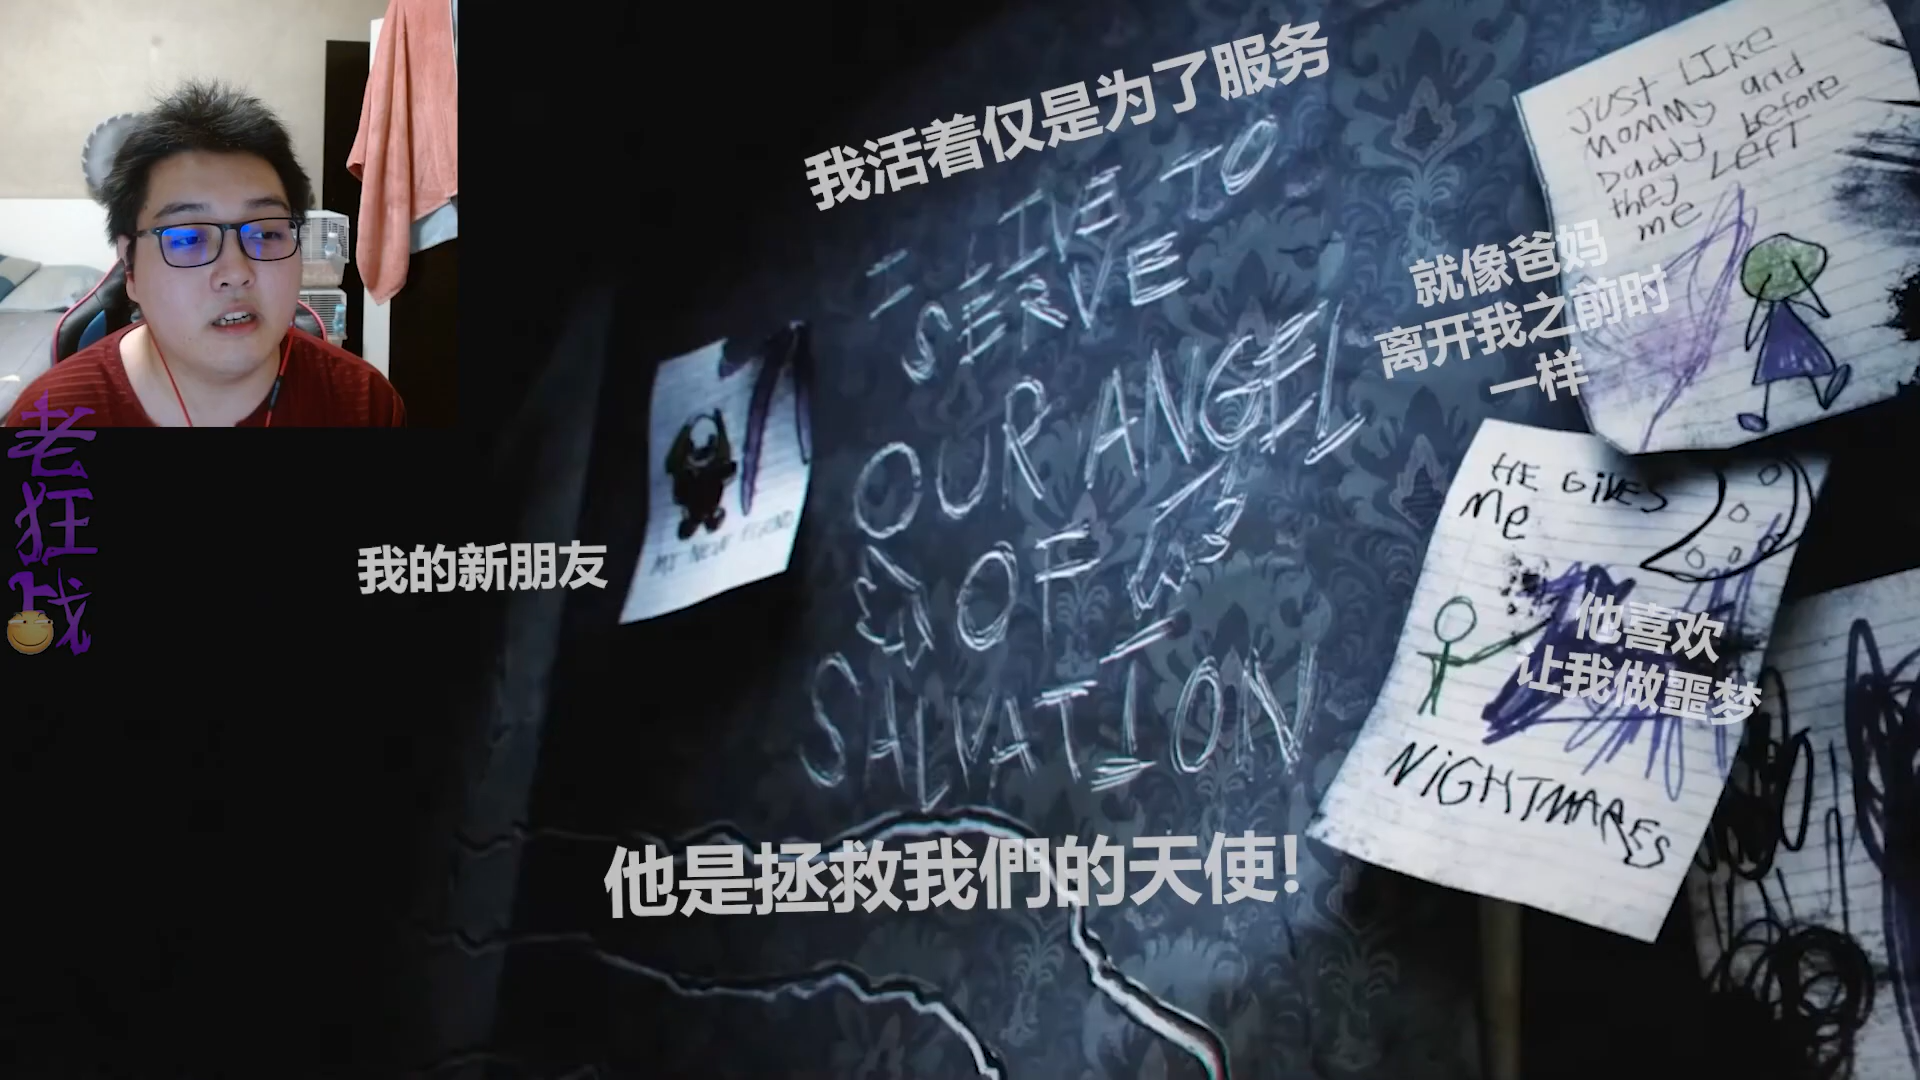 我活着仅是为了服务
I LIVE TO
SERVE
OUR ANGEL
OF
SALVATION
JUST LIKE
MOMMY and
Daddy before
they LEFT
me
就像爸妈
离开我之前时
一样
老狂战
我的新朋友
MY NEW FRIEND
HE GIVES
Me
他喜欢
让我做噩梦
NIGHTMARES
他是拯救我們的天使!